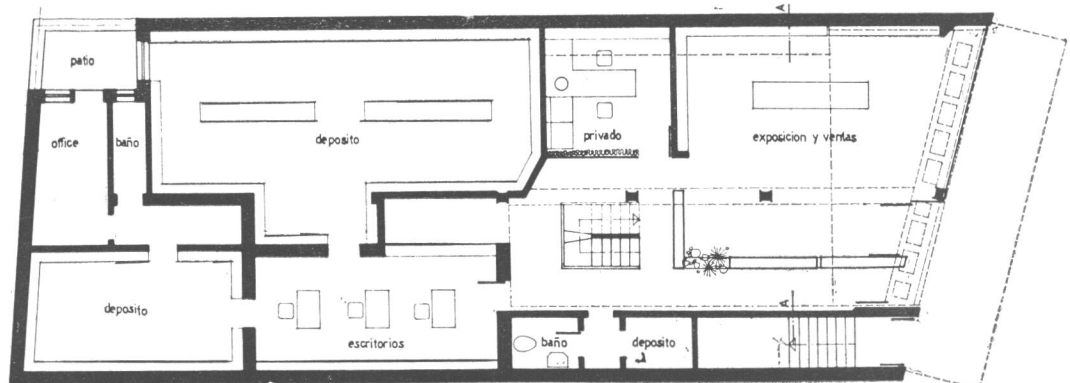 A
patio
office
baño
deposito
privado
exposicion y ventas
deposito
escritorios
baño
deposito
A